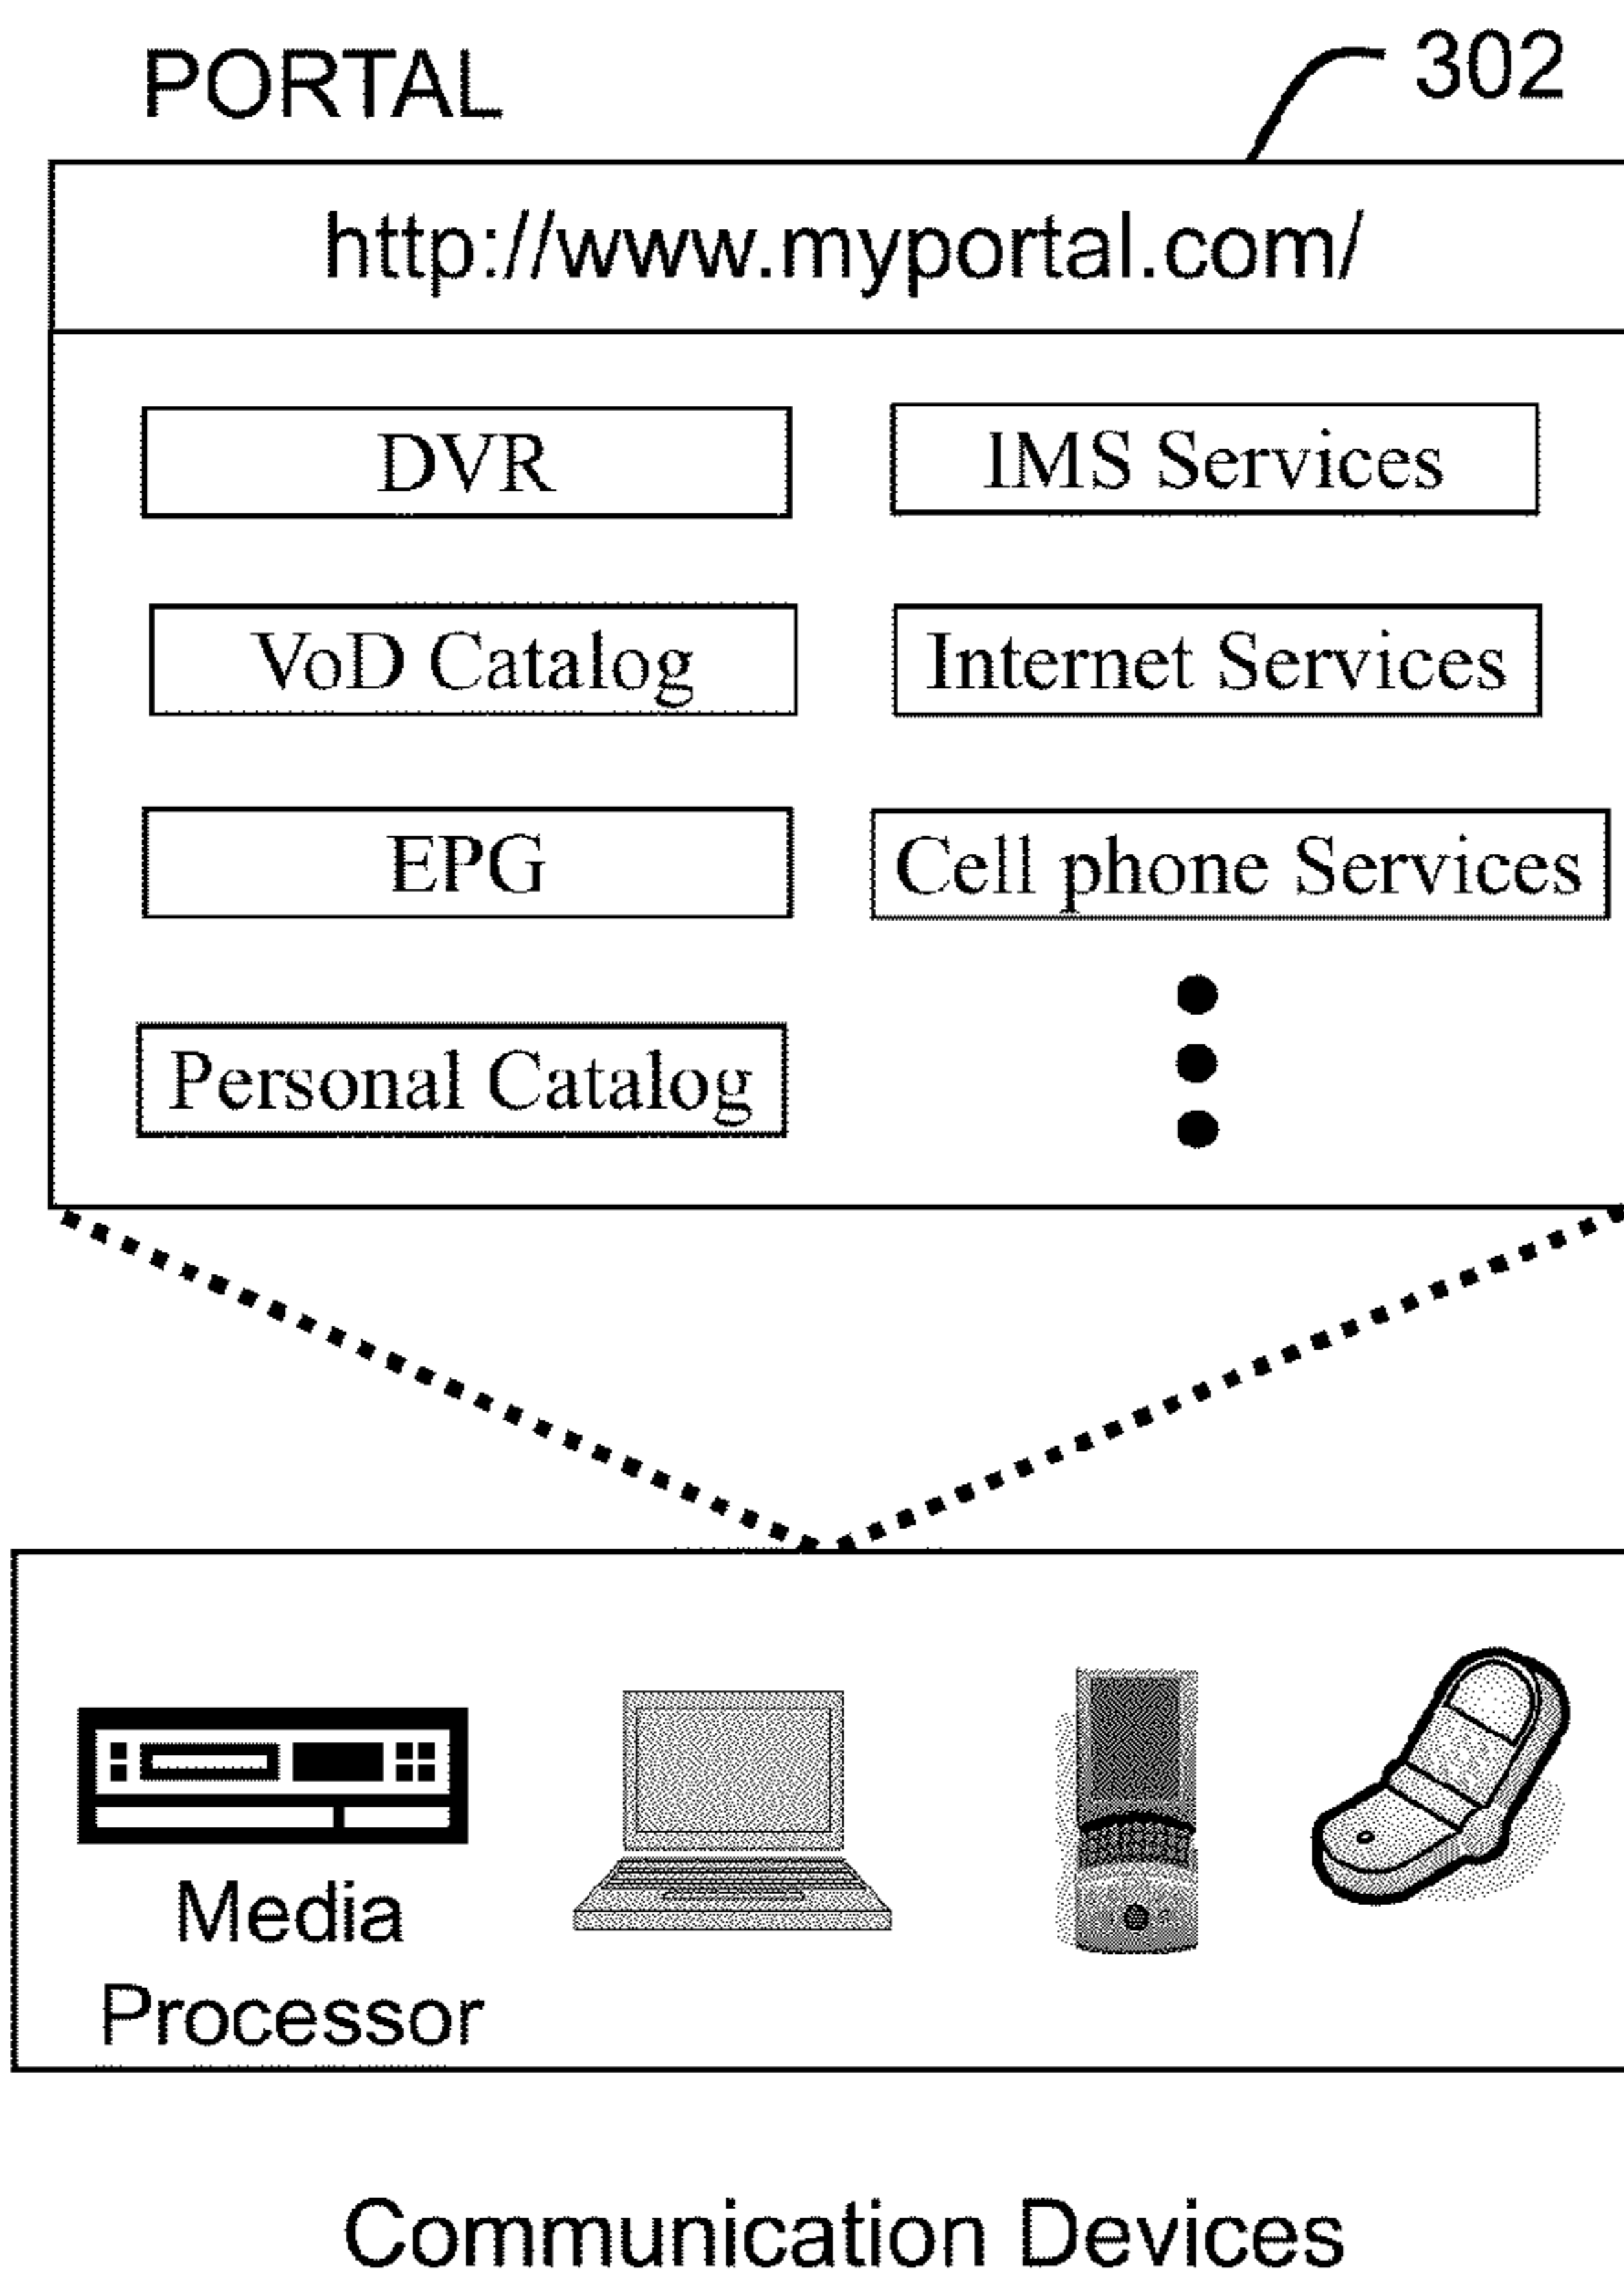 PORTAL
302
http://www.myportal.com/
DVR
IMS Services
VoD Catalog
Internet Services
EPG
Cell phone Services
Personal Catalog
Media
Processor
Communication Devices